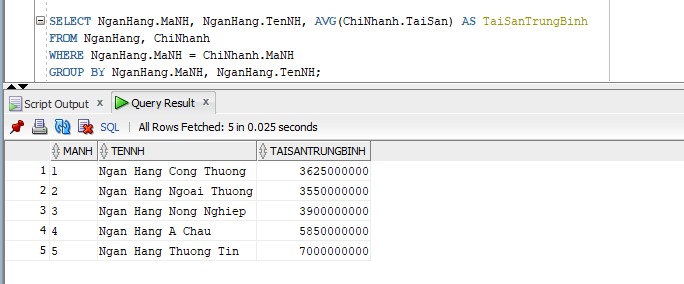 SELECT NganHang.MaNH, NganHang.TenNH, AVG(ChiNhanh.TaiSan) AS TaiSanTrungBinh
FROM NganHang, ChiNhanh
WHERE NganHang.MaNH = ChiNhanh.MaNH
GROUP BY NganHang.MaNH, NganHang.TenNH;
Script Output x Query Result x
SQL | All Rows Fetched: 5 in 0.025 seconds
MANH TENNH TAISANTRUNGBINH
1 1 Ngan Hang Cong Thuong 3625000000
2 2 Ngan Hang Ngoai Thuong 3550000000
3 3 Ngan Hang Nong Nghiep 3900000000
4 4 Ngan Hang A Chau 5850000000
5 5 Ngan Hang Thuong Tin 7000000000